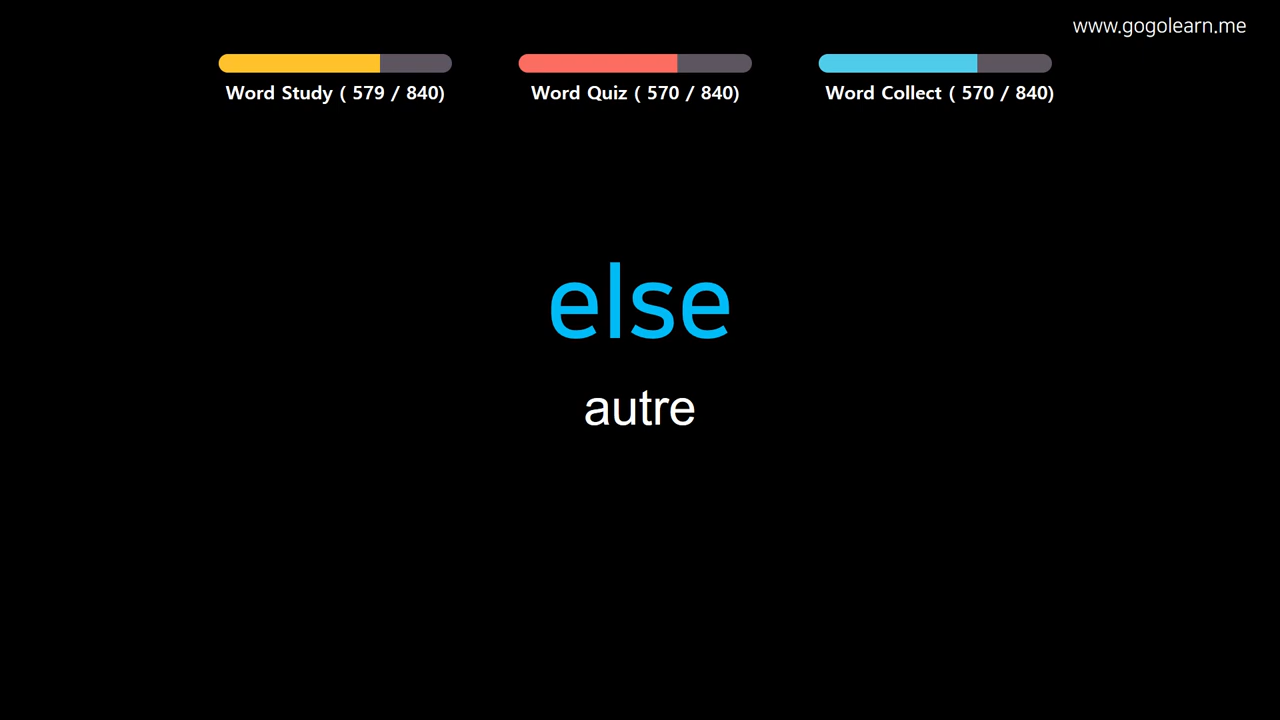 www.gogolearn.me
Word Study ( 579 / 840)
Word Quiz ( 570 / 840)
Word Collect ( 570 / 840)
else
autre